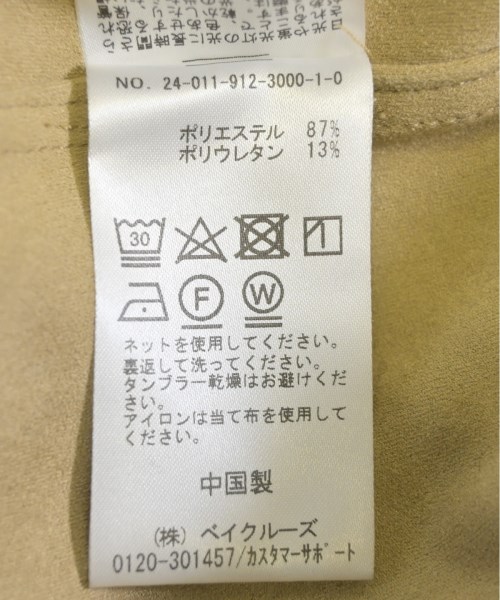 NO. 24-011-912-3000-1-0
ポリエステル 87%
ポリウレタン 13%
30
F
W
ネットを使用してください。
裏返して洗ってください。
タンブラー乾燥はお避けくだ
さい。
アイロンは当て布を使用して
ください。
中国製
(株) ベイクルーズ
0120-301457/カスタマーサポート